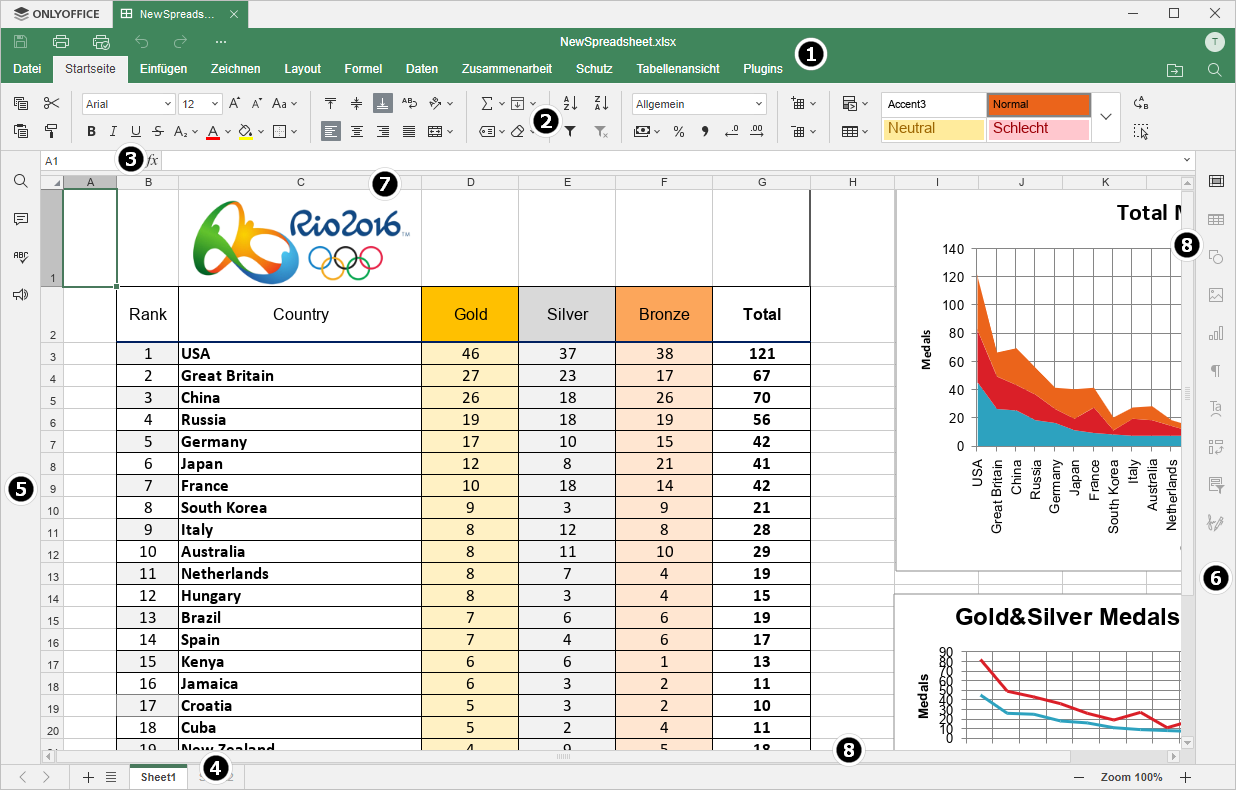 ONLYOFFICE NewSpreads...
NewSpreadsheet.xlsx 1 T
Datei Startseite Einfügen Zeichnen Layout Formel Daten Zusammenarbeit Schutz Tabellenansicht Plugins
Arial 12 Allgemein Accent3 Normal
2
Neutral Schlecht
A1 3 fx
A B C D E F G H I J K
7
1 Rio2016™
Total M
8
2 Rank Country Gold Silver Bronze Total
3 1 USA 46 37 38 121
4 2 Great Britain 27 23 17 67
5 3 China 26 18 26 70
6 4 Russia 19 18 19 56
7 5 Germany 17 10 15 42
8 6 Japan 12 8 21 41
9 7 France 10 18 14 42
10 8 South Korea 9 3 9 21
11 9 Italy 8 12 8 28
12 10 Australia 8 11 10 29
13 11 Netherlands 8 7 4 19
14 12 Hungary 8 3 4 15
15 13 Brazil 7 6 6 19
16 14 Spain 7 4 6 17
17 15 Kenya 6 6 1 13
18 16 Jamaica 6 3 2 11
19 17 Croatia 5 3 2 10
20 18 Cuba 5 2 4 11
19 New Zealand 4 9 5 18
5
6
Medals
140
120
100
80
60
40
20
0
USA
Great Britain
China
Russia
Germany
Japan
France
South Korea
Italy
Australia
Netherlands
Gold&Silver Medals
Medals
90
80
70
60
50
40
30
20
10
0
8
Sheet1 4
Zoom 100%